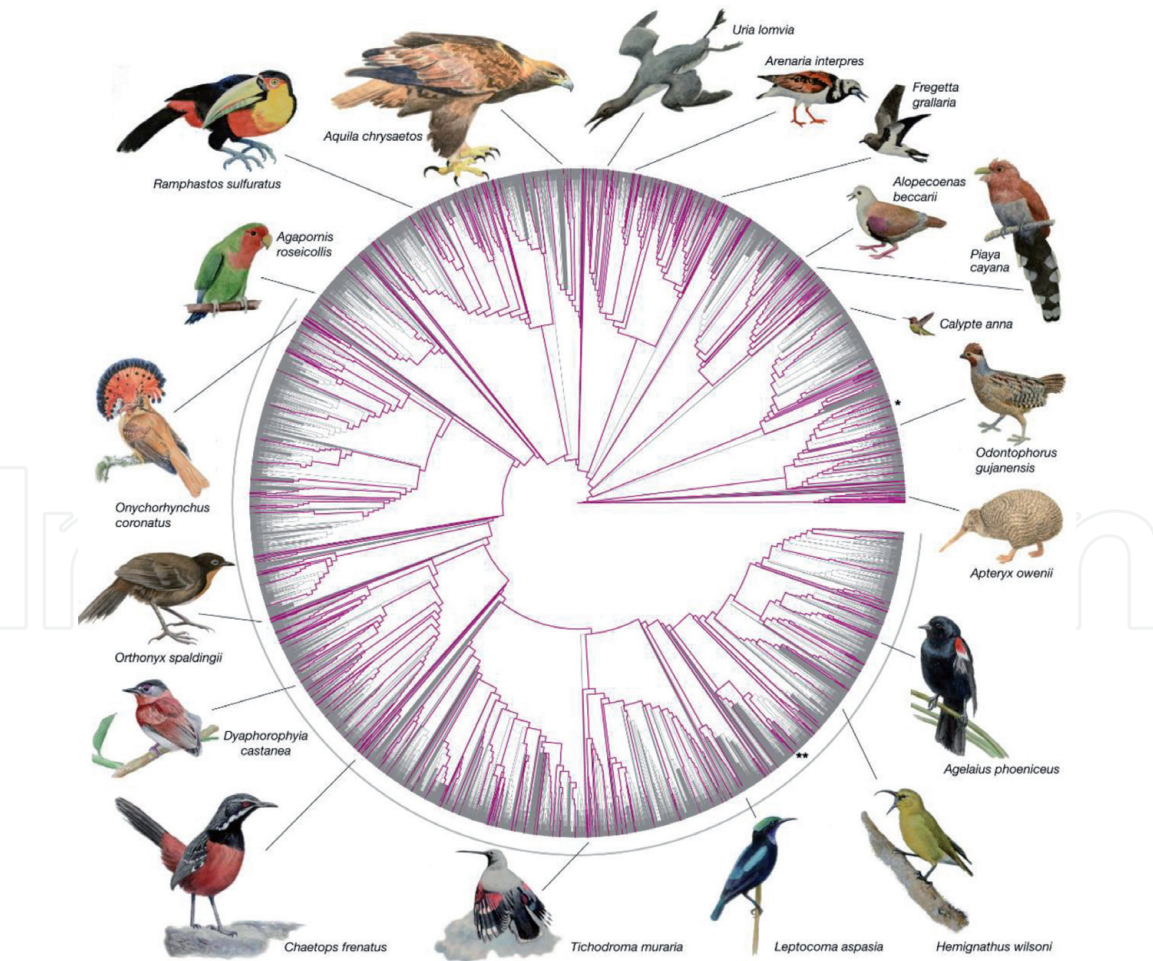 Uria lomvia
Arenaria interpres
Fregetta
grallaria
Aquila chrysaetos
Ramphastos sulfuratus
Alopecoenas
beccarii
Agapornis
roseicollis
Piaya
cayana
Calypte anna
*
Odontophorus
gujanensis
Onychorhynchus
coronatus
Apteryx owenii
Orthonyx spaldingii
Dyaphorophyia
castanea
Agelaius phoeniceus
**
Chaetops frenatus
Tichodroma muraria
Leptocoma aspasia
Hemignathus wilsoni